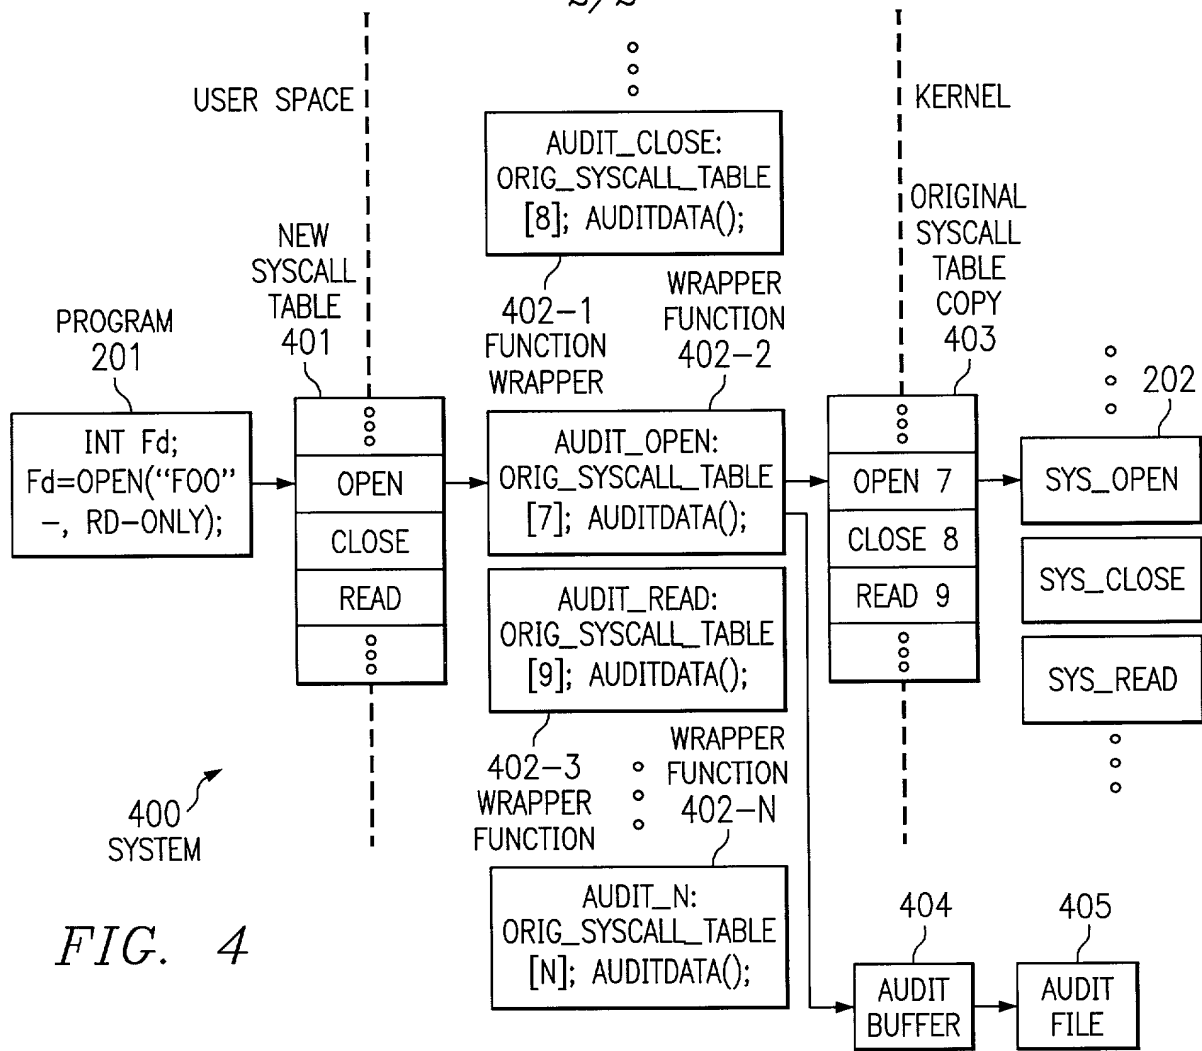 2/2
USER SPACE
KERNEL
AUDIT_CLOSE:
ORIG_SYSCALL_TABLE
[8]; AUDITDATA();
NEW
SYSCALL
TABLE
401
ORIGINAL
SYSCALL
TABLE
COPY
403
PROGRAM
201
402-1
FUNCTION
WRAPPER
WRAPPER
FUNCTION
402-2
202
INT Fd;
Fd=OPEN("FOO"
-, RD-ONLY);
OPEN
CLOSE
READ
AUDIT_OPEN:
ORIG_SYSCALL_TABLE
[7]; AUDITDATA();
OPEN 7
CLOSE 8
READ 9
SYS_OPEN
SYS_CLOSE
SYS_READ
AUDIT_READ:
ORIG_SYSCALL_TABLE
[9]; AUDITDATA();
402-3
WRAPPER
FUNCTION
WRAPPER
FUNCTION
402-N
400
SYSTEM
AUDIT_N:
ORIG_SYSCALL_TABLE
[N]; AUDITDATA();
404
405
AUDIT
BUFFER
AUDIT
FILE
FIG. 4